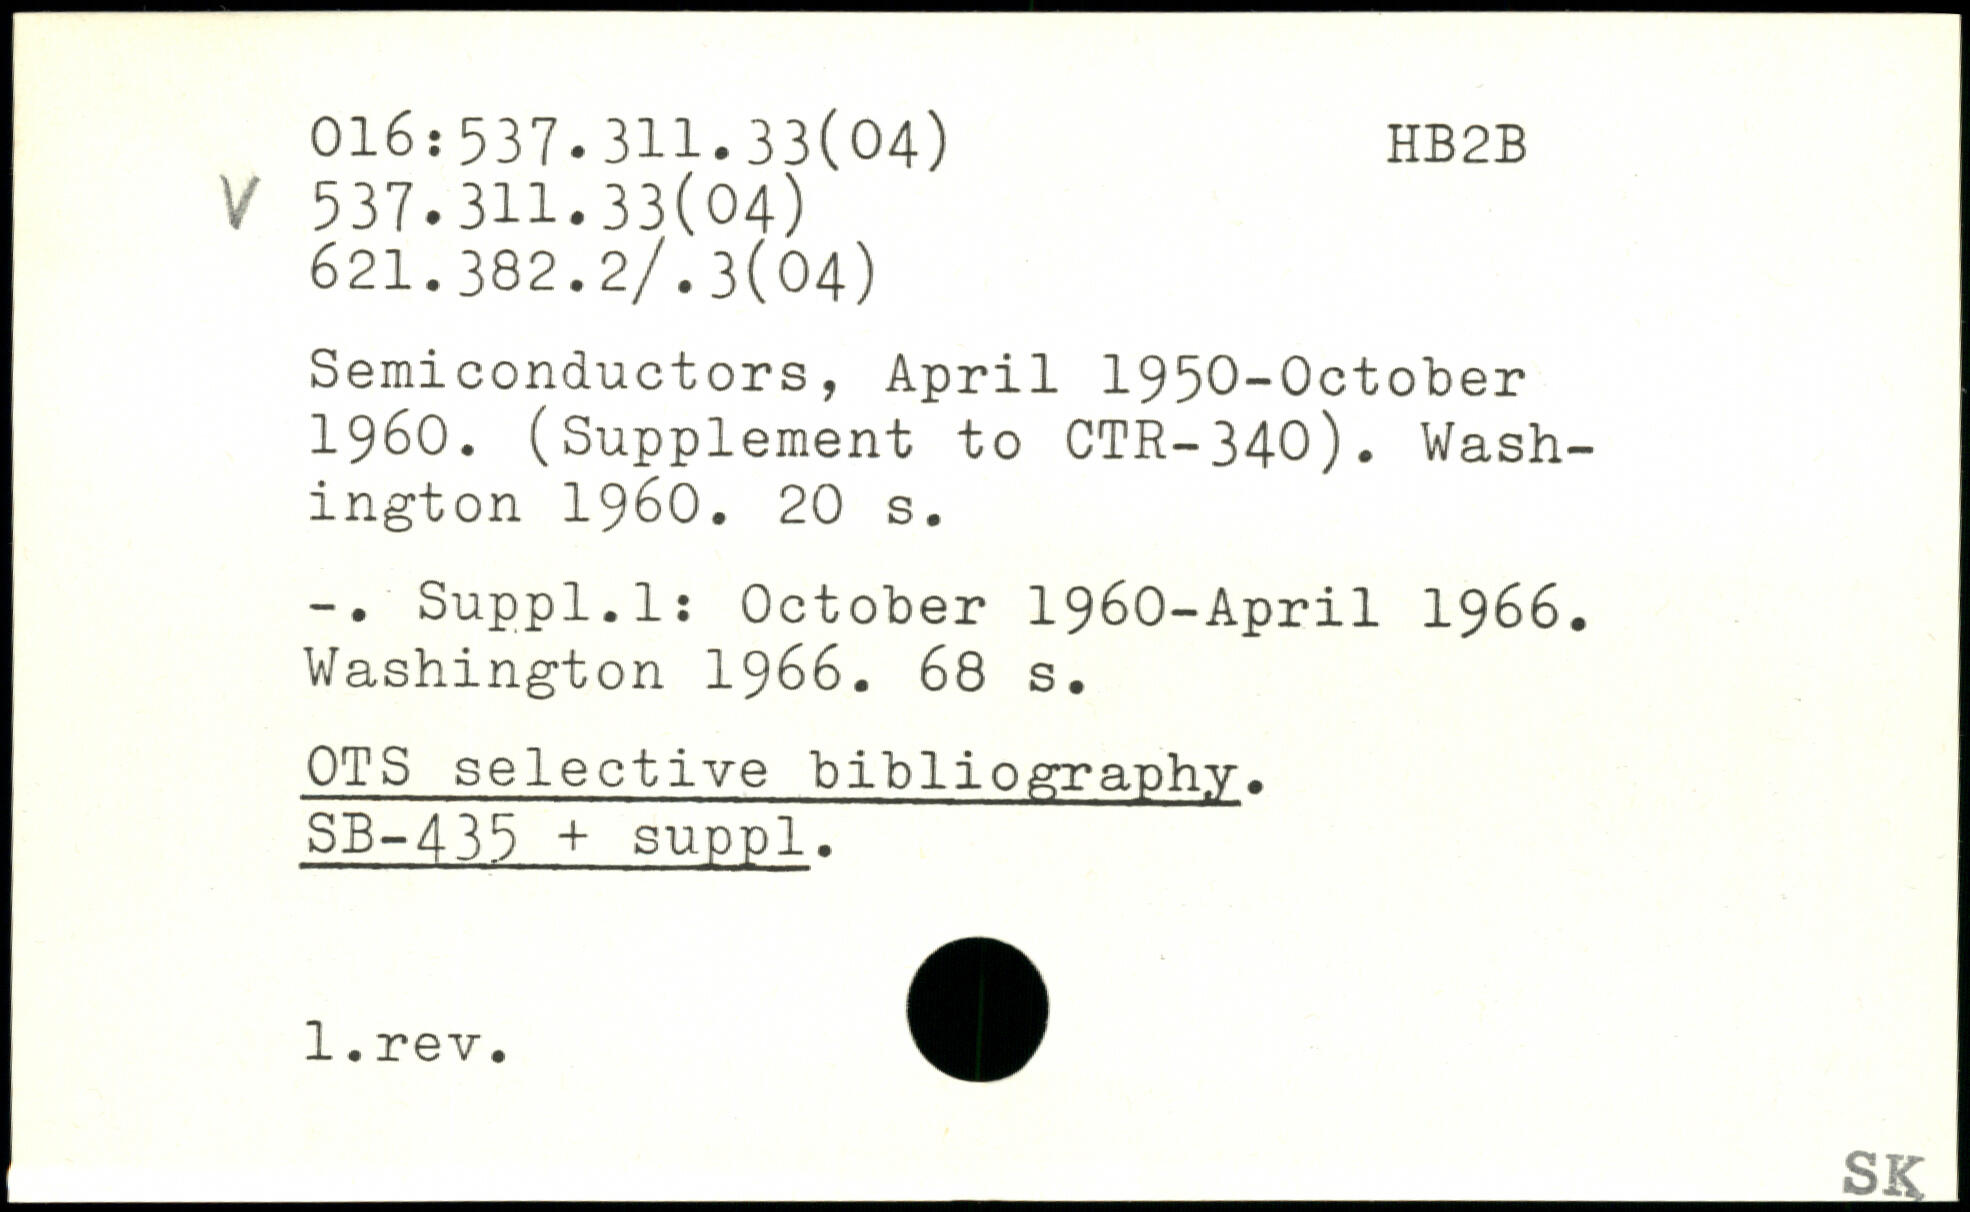 016:537.311.33(04) HB2B
V 537.311.33(04)
621.382.2/.3(04)
Semiconductors, April 1950-October
1960. (Supplement to CTR-340). Wash-
ington 1960. 20 s.
-. Suppl.1: October 1960-April 1966.
Washington 1966. 68 s.
OTS selective bibliography.
SB-435 + suppl.
1.rev.
SK